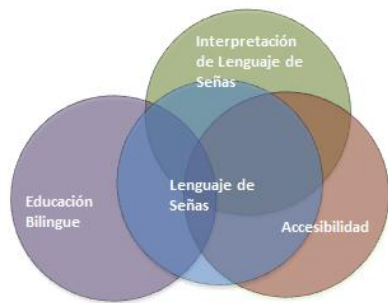 Interpretación
de Lenguaje de
Señas
Educación
Bilingue
Lenguaje de
Señas
Accesibilidad